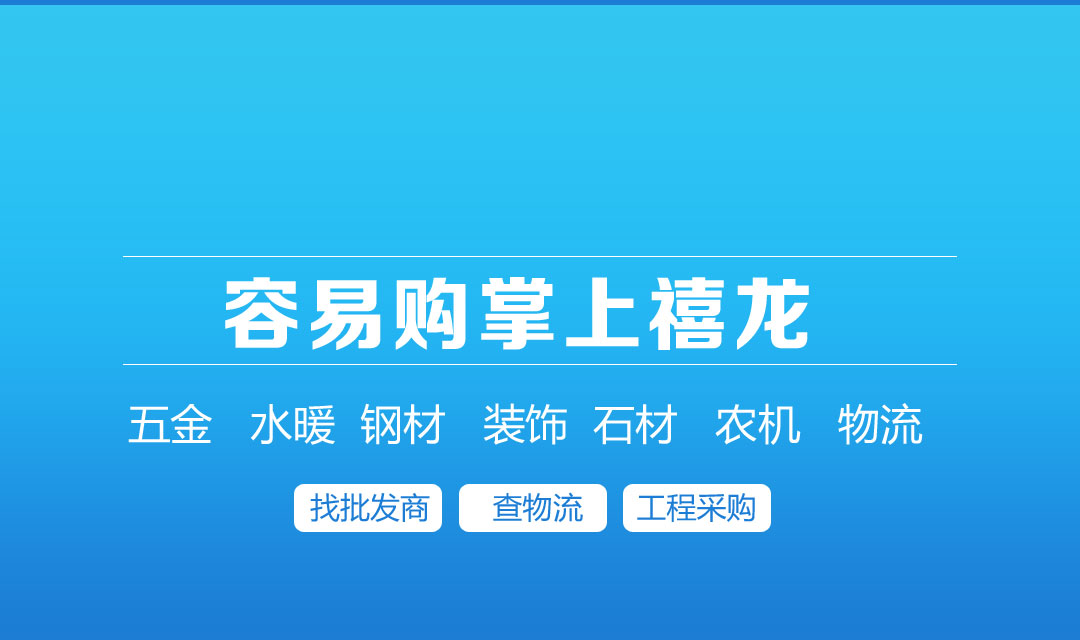 容易购掌上禧龙
五金 水暖 钢材 装饰 石材 农机 物流
找批发商 查物流 工程采购